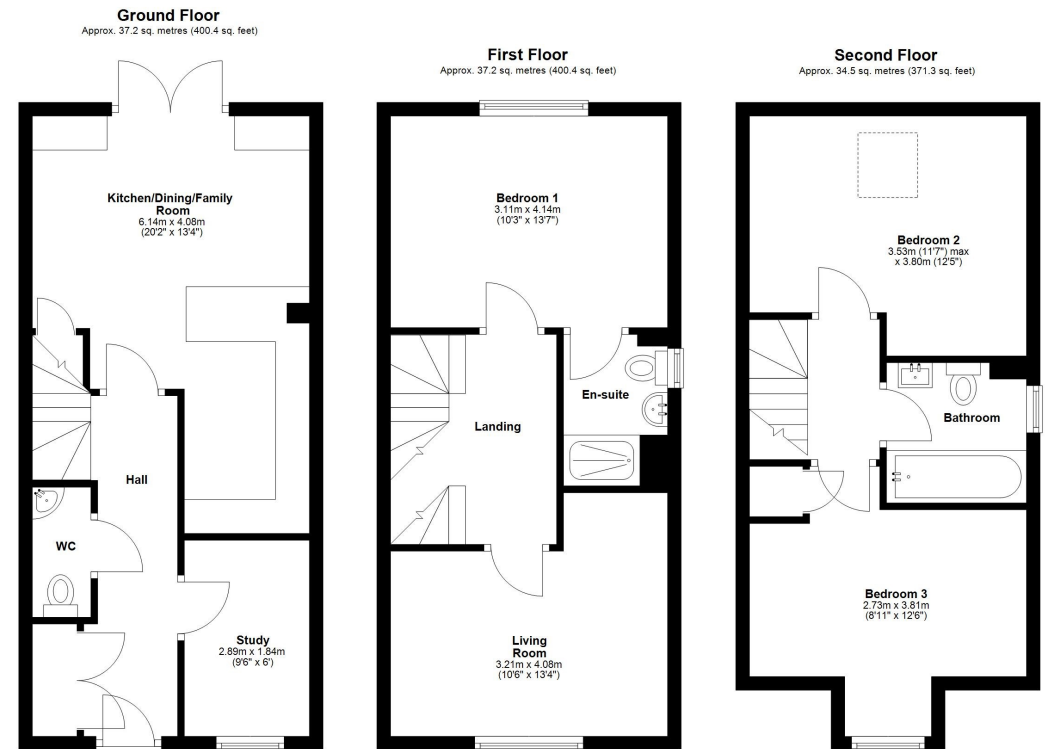 Ground Floor
Approx. 37.2 sq. metres (400.4 sq. feet)
Kitchen/Dining/Family
Room
6.14m x 4.08m
(20'2" x 13'4")
Hall
WC
Study
2.89m x 1.84m
(9'6" x 6')
First Floor
Approx. 37.2 sq. metres (400.4 sq. feet)
Bedroom 1
3.11m x 4.14m
(10'3" x 13'7")
En-suite
Landing
Living
Room
3.21m x 4.08m
(10'6" x 13'4")
Second Floor
Approx. 34.5 sq. metres (371.3 sq. feet)
Bedroom 2
3.53m (11'7") max
x 3.80m (12'5")
Bathroom
Bedroom 3
2.73m x 3.81m
(8'11" x 12'6")